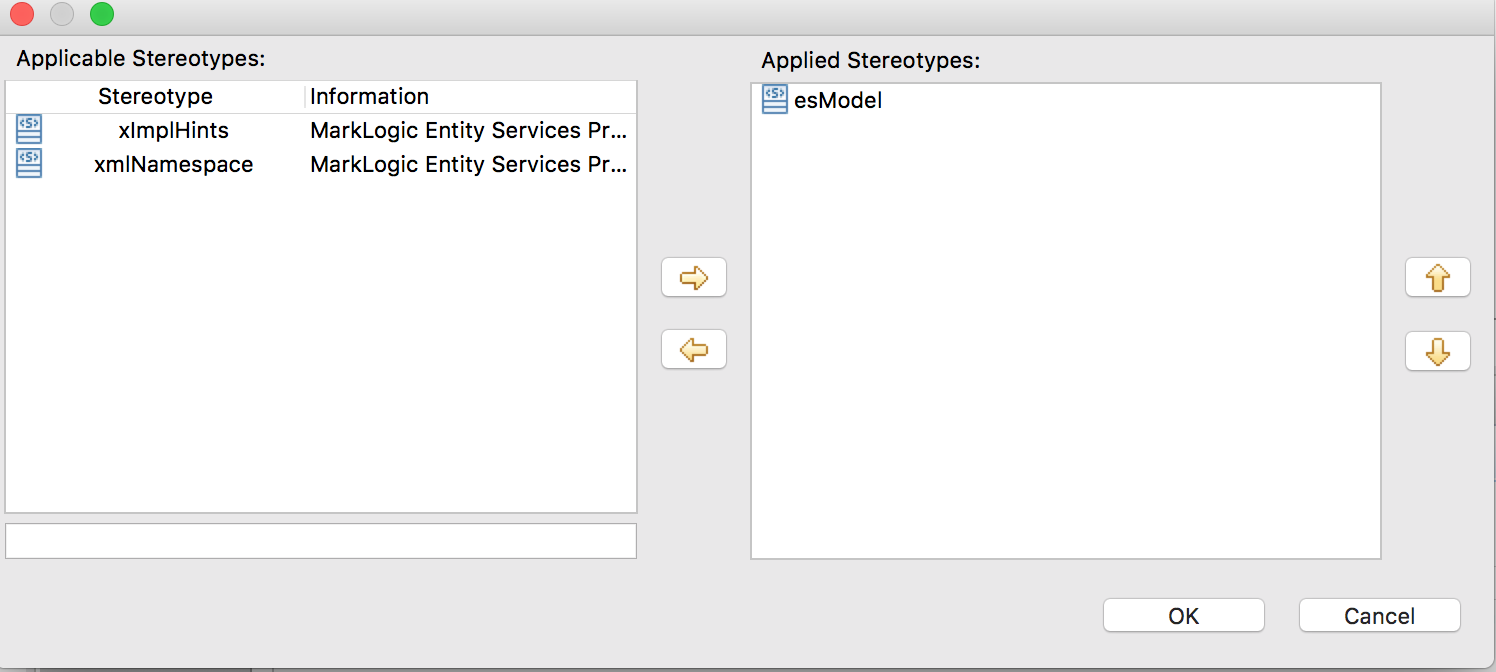 Applicable Stereotypes:
Stereotype Information
<S> xImplHints MarkLogic Entity Services Pr...
<S> xmlNamespace MarkLogic Entity Services Pr...
Applied Stereotypes:
<S> esModel
OK Cancel